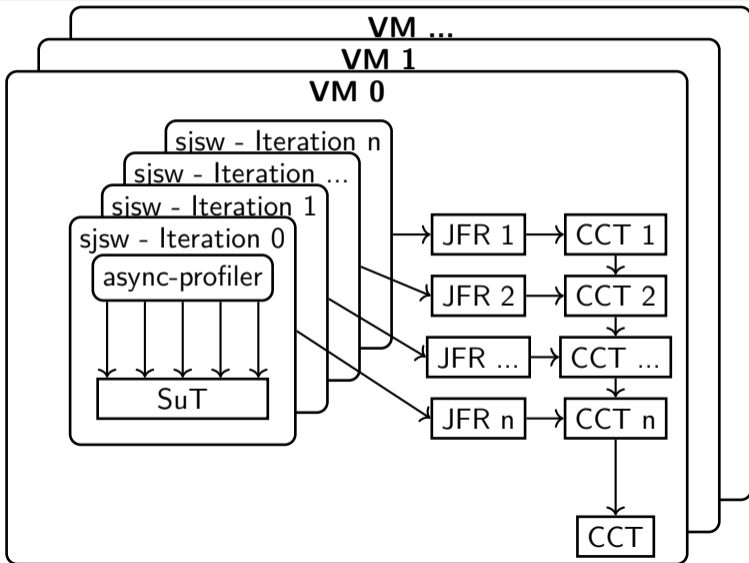 VM ...
VM 1
VM 0
sjsw - Iteration n
sjsw - Iteration ...
sjsw - Iteration 1
sjsw - Iteration 0
async-profiler
SuT
JFR 1
CCT 1
JFR 2
CCT 2
JFR ...
CCT ...
JFR n
CCT n
CCT